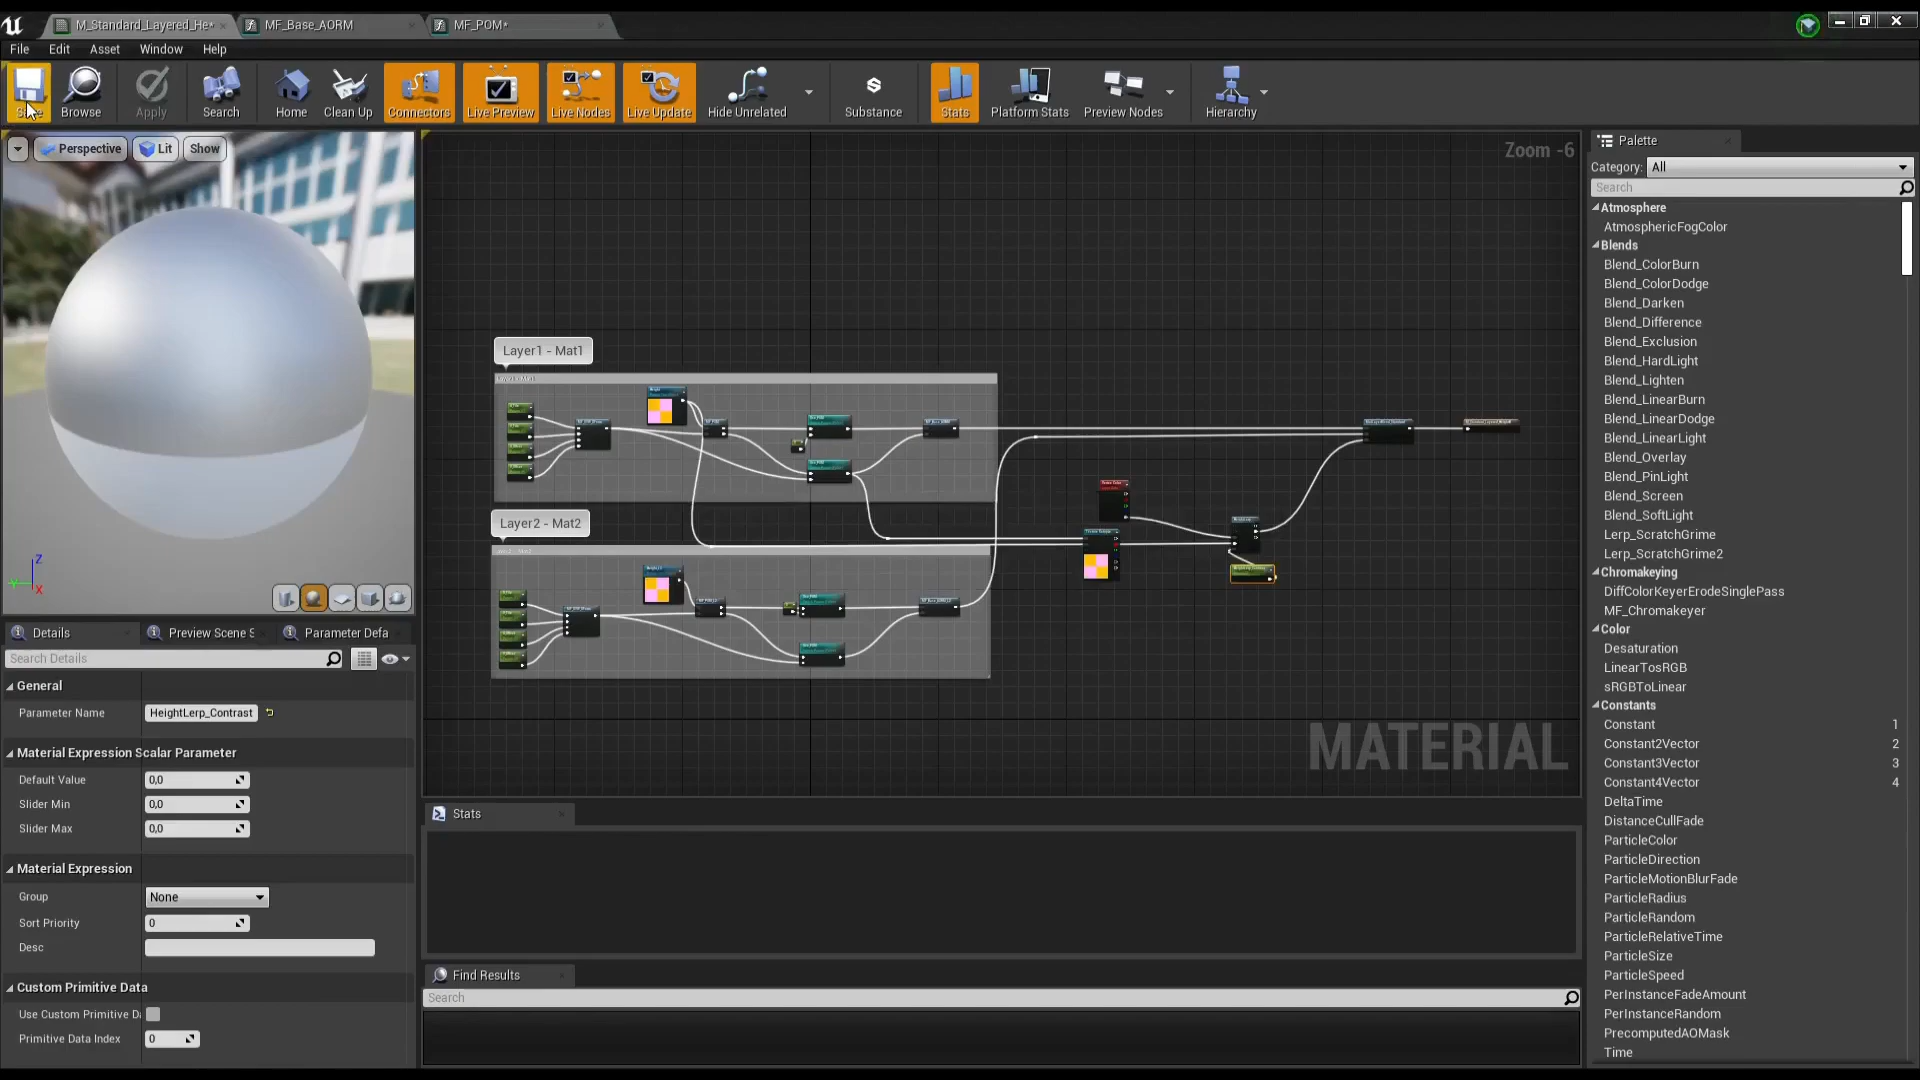 M_Standard_Layered_He*
MF_Base_AORM
MF_POM*
File
Edit
Asset
Window
Help
Save
Browse
Apply
Search
Home
Clean Up
Connectors
Live Preview
Live Nodes
Live Update
Hide Unrelated
Substance
Stats
Platform Stats
Preview Nodes
Hierarchy
Perspective
Lit
Show
Zoom -6
Layer1 - Mat1
Layer2 - Mat2
MATERIAL
Z
Y
X
Details
Preview Scene S
Parameter Defa
Search Details
General
Parameter Name
HeightLerp_Contrast
Material Expression Scalar Parameter
Default Value
0,0
Slider Min
0,0
Slider Max
0,0
Material Expression
Group
None
Sort Priority
0
Desc
Custom Primitive Data
Use Custom Primitive D
Primitive Data Index
0
Stats
Find Results
Search
Palette
Category:
All
Search
Atmosphere
AtmosphericFogColor
Blends
Blend_ColorBurn
Blend_ColorDodge
Blend_Darken
Blend_Difference
Blend_Exclusion
Blend_HardLight
Blend_Lighten
Blend_LinearBurn
Blend_LinearDodge
Blend_LinearLight
Blend_Overlay
Blend_PinLight
Blend_Screen
Blend_SoftLight
Lerp_ScratchGrime
Lerp_ScratchGrime2
Chromakeying
DiffColorKeyerErodeSinglePass
MF_Chromakeyer
Color
Desaturation
LinearTosRGB
sRGBToLinear
Constants
Constant 1
Constant2Vector 2
Constant3Vector 3
Constant4Vector 4
DeltaTime
DistanceCullFade
ParticleColor
ParticleDirection
ParticleMotionBlurFade
ParticleRadius
ParticleRandom
ParticleRelativeTime
ParticleSize
ParticleSpeed
PerInstanceFadeAmount
PerInstanceRandom
PrecomputedAOMask
Time